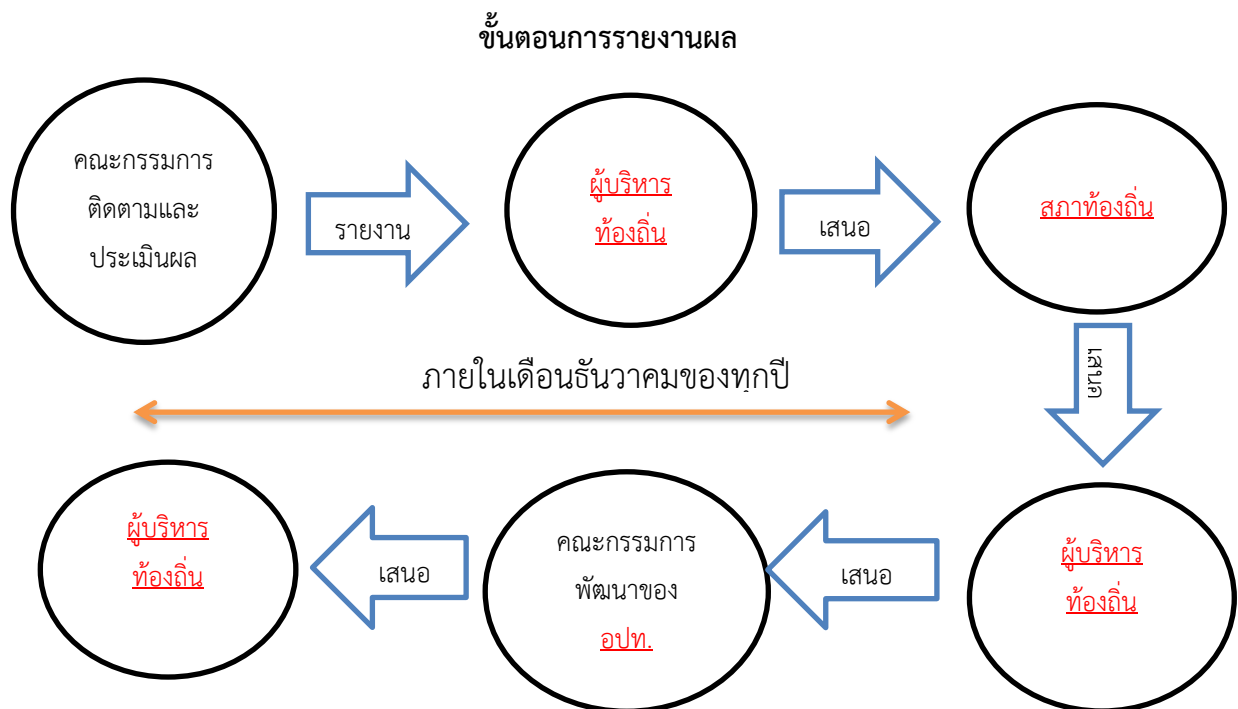 ขั้นตอนการรายงานผล
คณะกรรมการ
ติดตามและ
ประเมินผล
รายงาน
ผู้บริหาร
ท้องถิ่น
เสนอ
สภาท้องถิ่น
เสนอ
ภายในเดือนธันวาคมของทุกปี
ผู้บริหาร
ท้องถิ่น
เสนอ
คณะกรรมการ
พัฒนาของ
อปท.
เสนอ
ผู้บริหาร
ท้องถิ่น